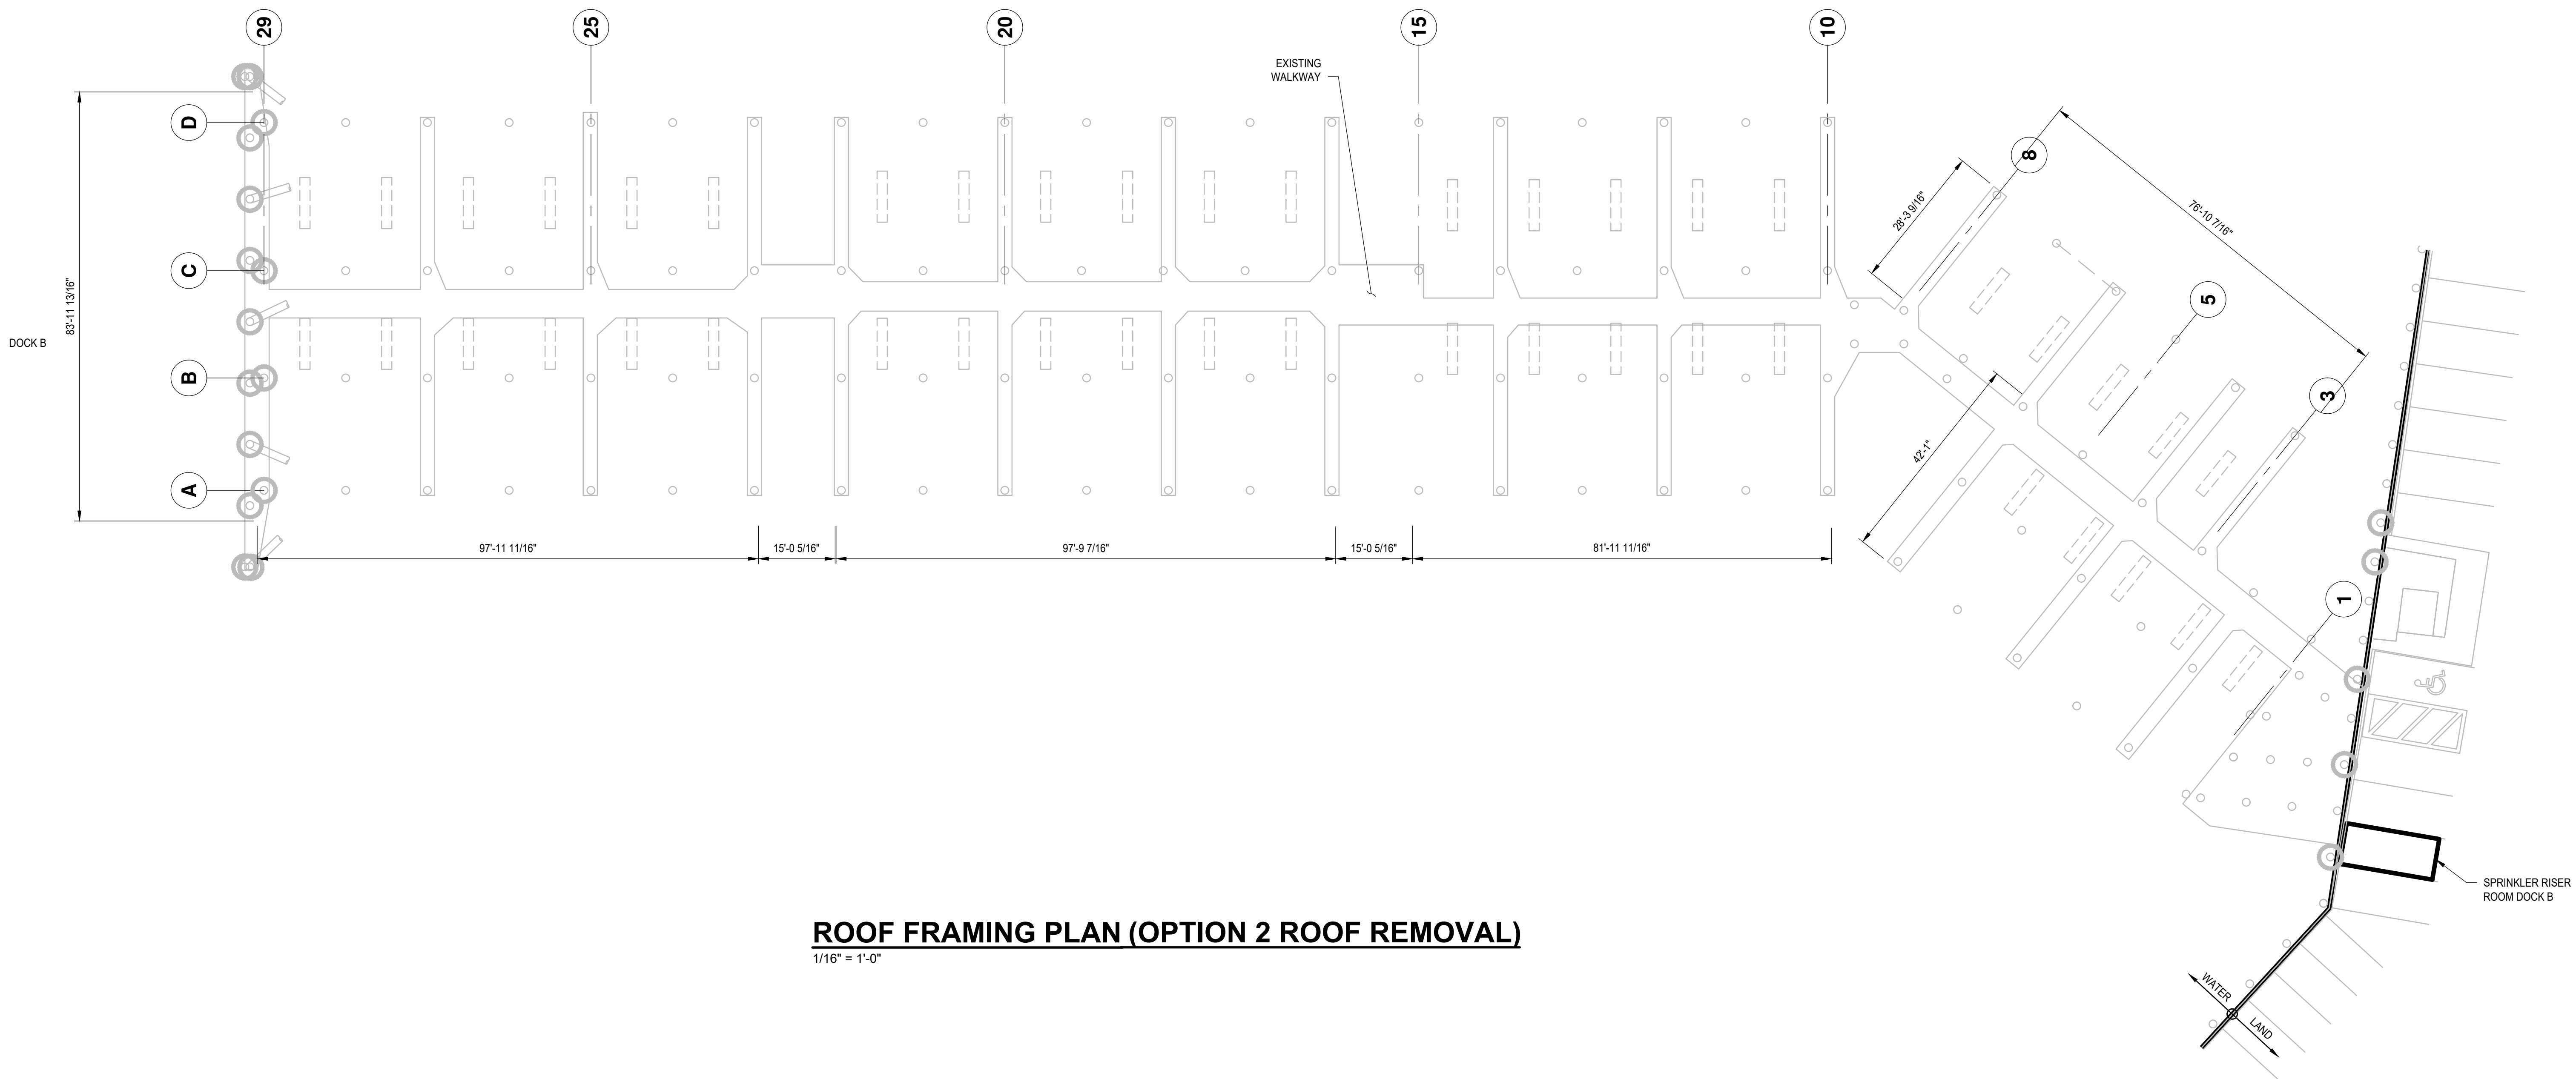 29
25
20
15
10
EXISTING
WALKWAY
D
C
B
A
8
5
3
1
DOCK B
83'-11 13/16"
28'-3 9/16"
76'-10 7/16"
42'-1"
97'-11 11/16"
15'-0 5/16"
97'-9 7/16"
15'-0 5/16"
81'-11 11/16"
SPRINKLER RISER
ROOM DOCK B
ROOF FRAMING PLAN (OPTION 2 ROOF REMOVAL)
1/16" = 1'-0"
WATER
LAND